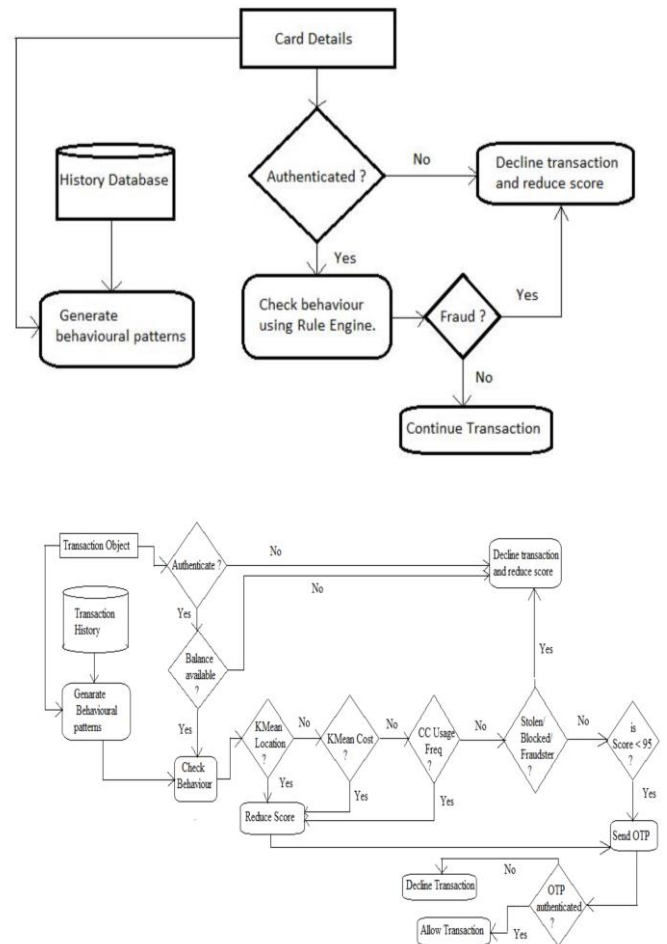 Card Details
History Database
Authenticated ?
No
Decline transaction
and reduce score
Yes
Generate
behavioural patterns
Check behaviour
using Rule Engine.
Fraud ?
Yes
No
Continue Transaction
Transaction Object
Authenticate ?
No
Decline transaction
and reduce score
No
Transaction
History
Yes
Balance
available
?
Yes
Genarate
Behavioural
patterns
Check
Behaviour
KMean
Location
?
No
KMean Cost
?
No
CC Usage
Freq
?
No
Stolen/
Blocked/
Fraudster
?
Yes
No
is
Score < 95
?
Yes
Yes
Yes
Yes
Reduce Score
Send OTP
No
Decline Transaction
OTP
authenticated
?
Allow Transaction
Yes